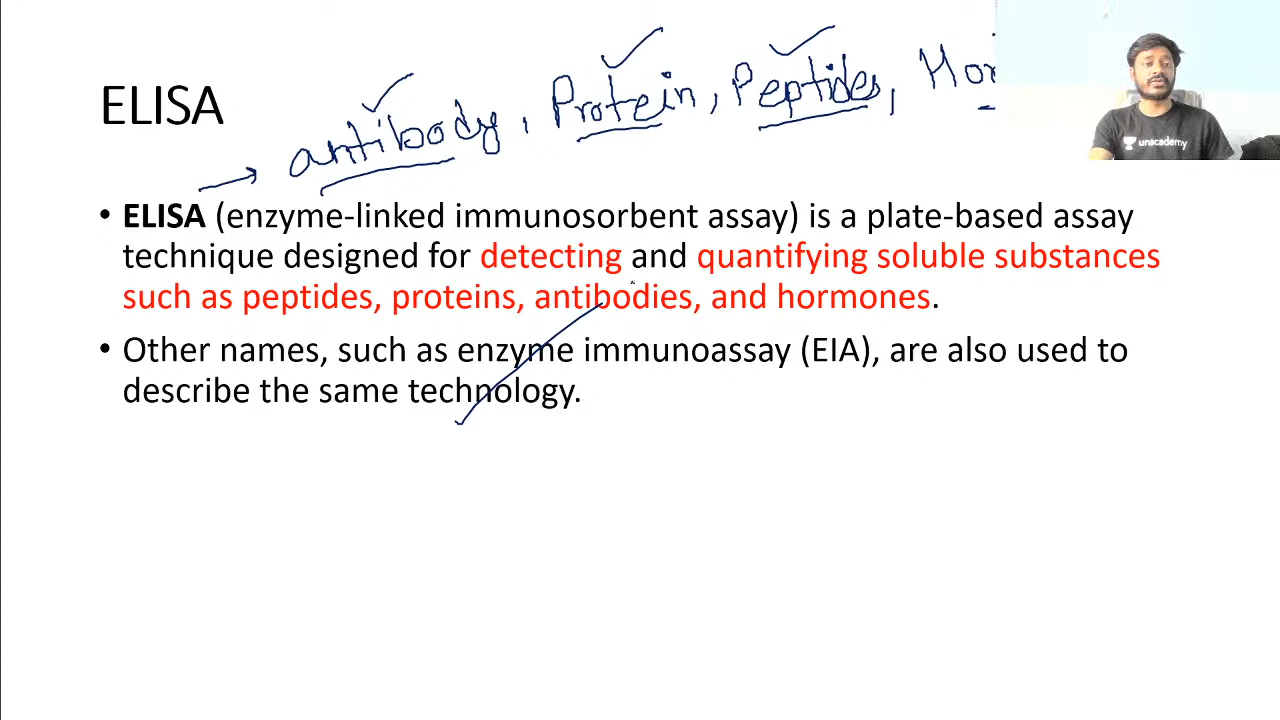 antibody, Protein, Peptides, Hor
ELISA
unacademy
• ELISA (enzyme-linked immunosorbent assay) is a plate-based assay
technique designed for detecting and quantifying soluble substances
such as peptides, proteins, antibodies, and hormones.
• Other names, such as enzyme immunoassay (EIA), are also used to
describe the same technology.